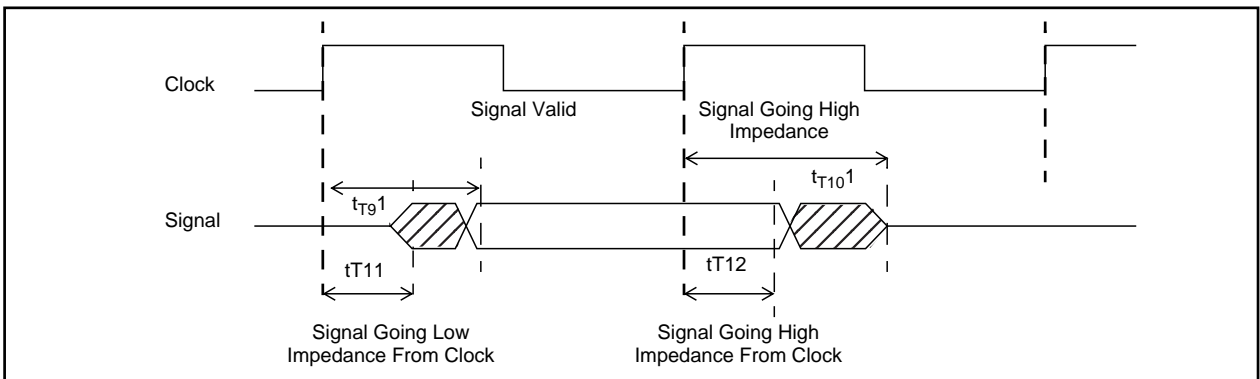 Clock
Signal Valid
Signal Going High
Impedance
tT101
tT91
Signal
tT11
tT12
Signal Going Low
Impedance From Clock
Signal Going High
Impedance From Clock